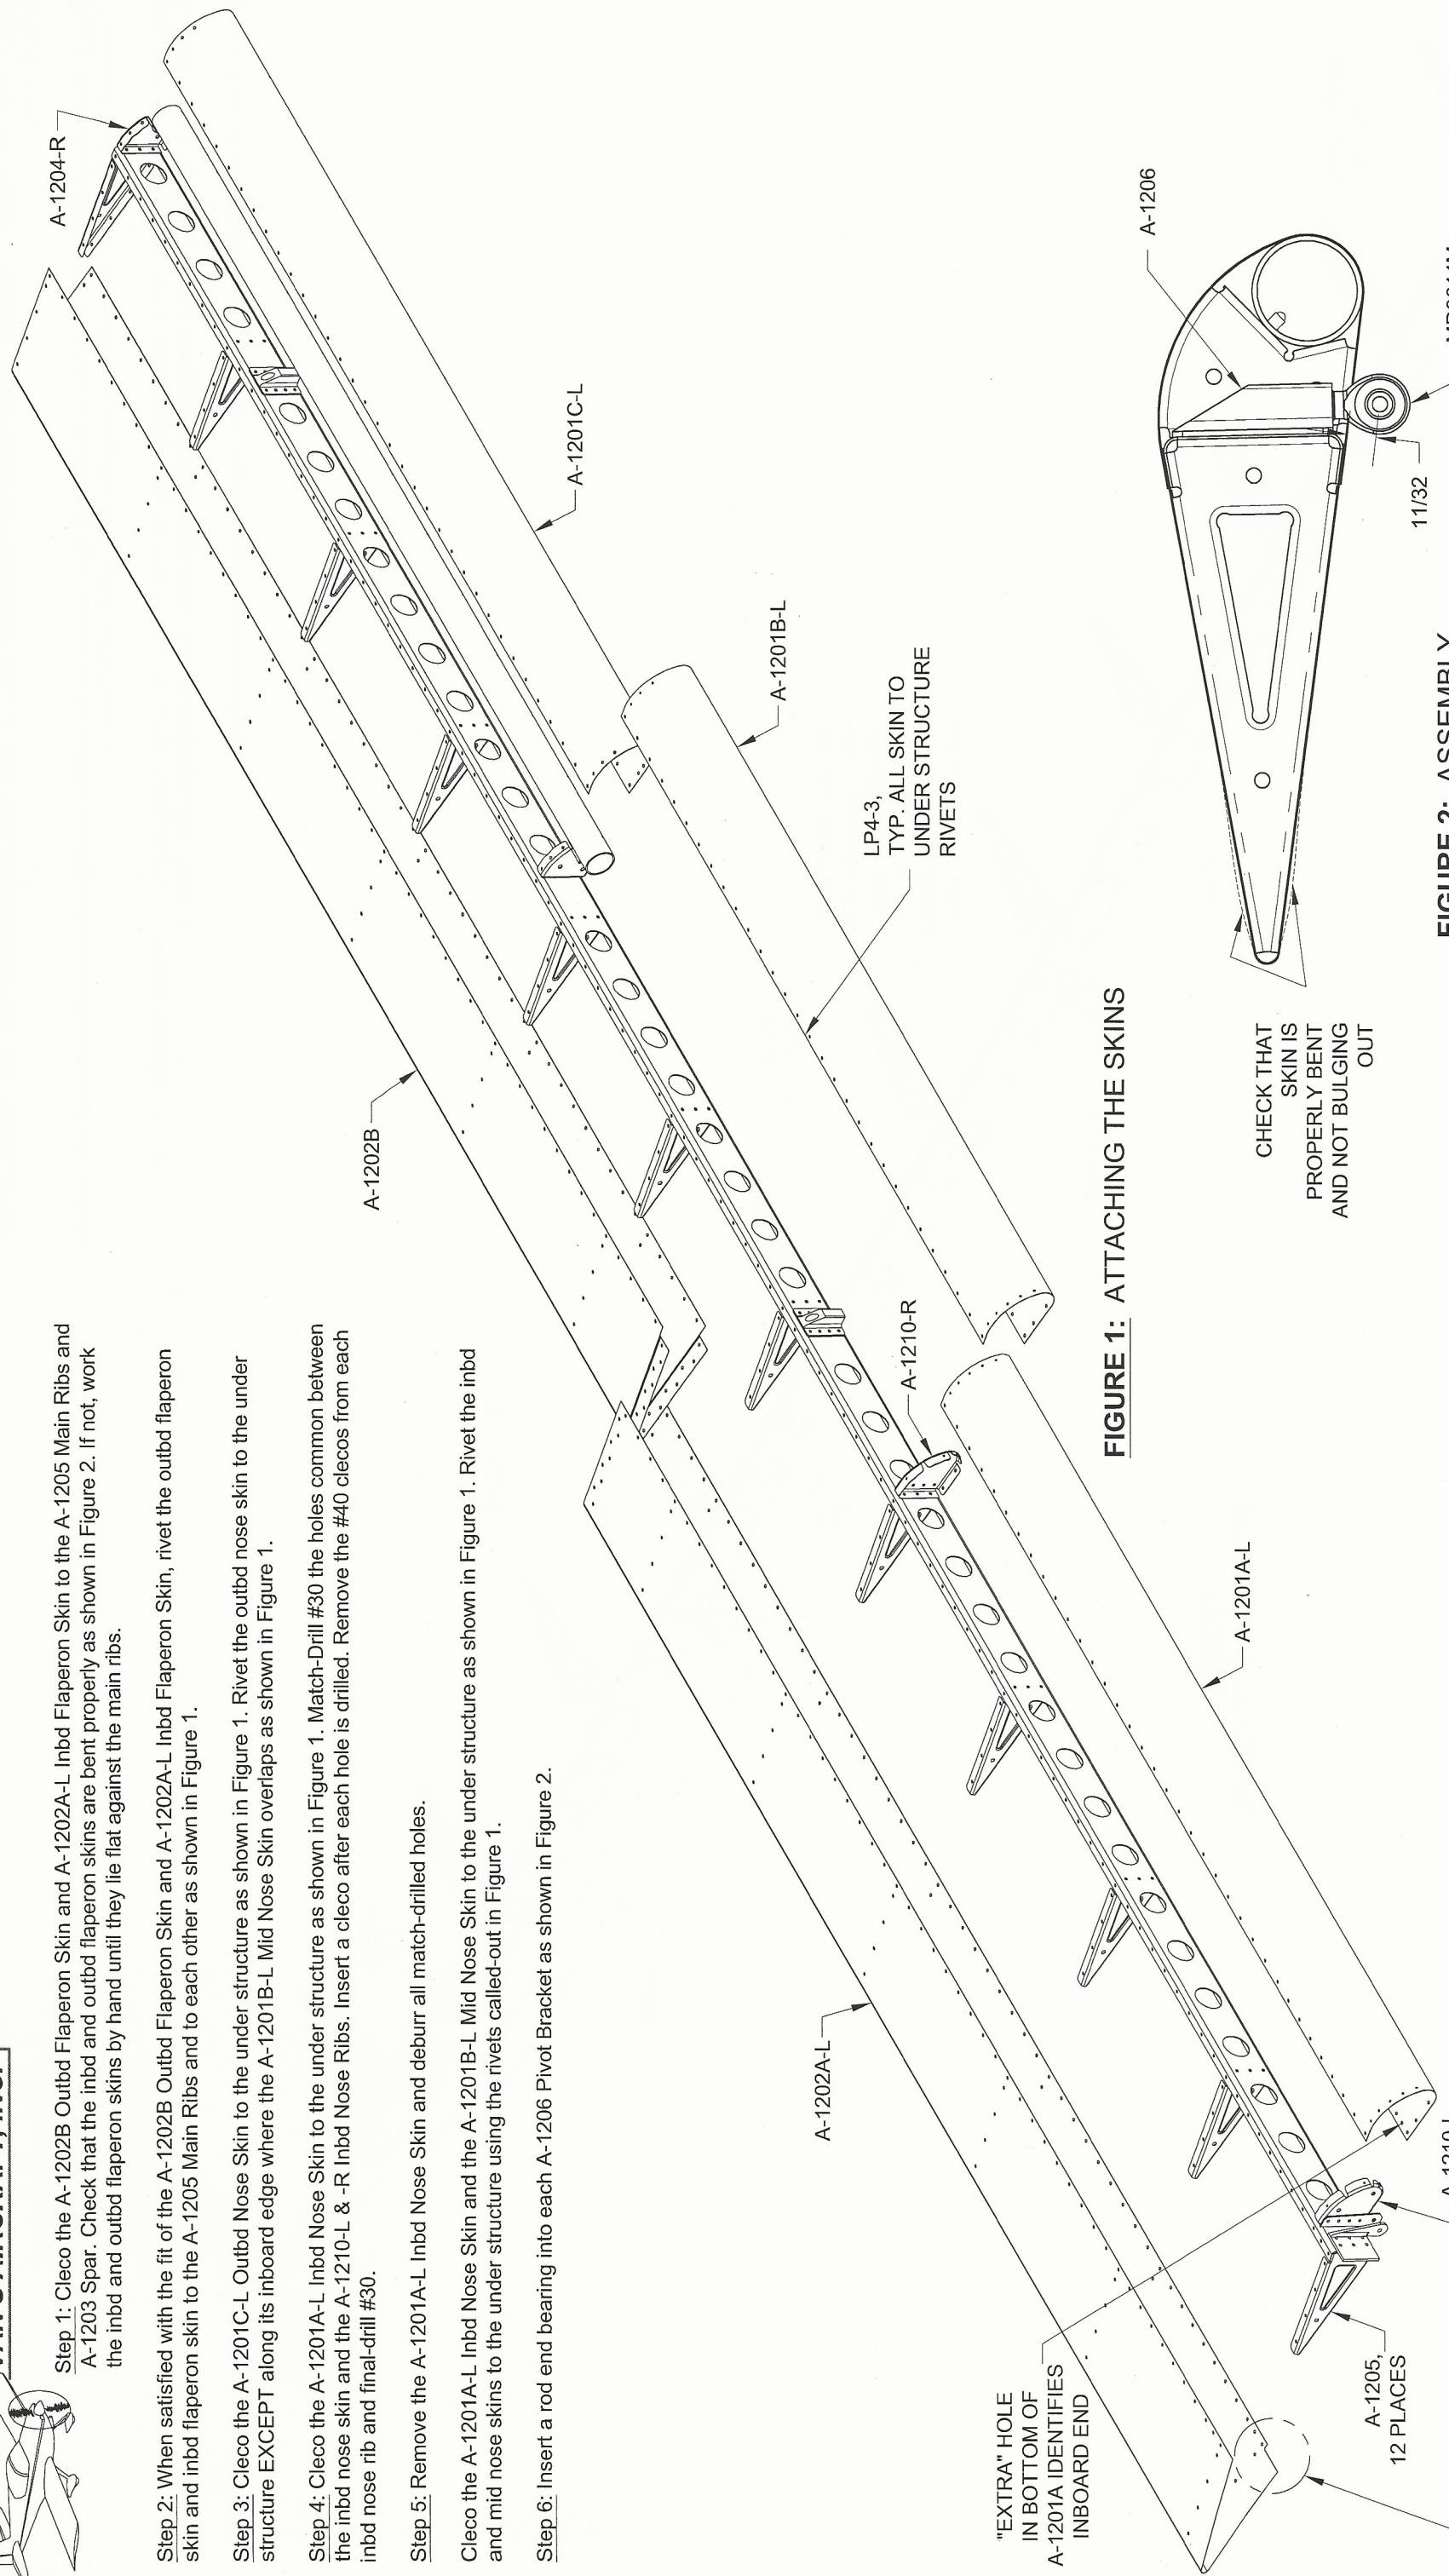 Step 1: Cleco the A-1202B Outbd Flaperon Skin and A-1202A-L Inbd Flaperon Skin to the A-1205 Main Ribs and
A-1203 Spar. Check that the inbd and outbd flaperon skins are bent properly as shown in Figure 2. If not, work
the inbd and outbd flaperon skins by hand until they lie flat against the main ribs.
Step 2: When satisfied with the fit of the A-1202B Outbd Flaperon Skin and A-1202A-L Inbd Flaperon Skin, rivet the outbd flaperon
skin and inbd flaperon skin to the A-1205 Main Ribs and to each other as shown in Figure 1.
Step 3: Cleco the A-1201C-L Outbd Nose Skin to the under structure as shown in Figure 1. Rivet the outbd nose skin to the under
structure EXCEPT along its inboard edge where the A-1201B-L Mid Nose Skin overlaps as shown in Figure 1.
Step 4: Cleco the A-1201A-L Inbd Nose Skin to the under structure as shown in Figure 1. Match-Drill #30 the holes common between
the inbd nose skin and the A-1210-L & -R Inbd Nose Ribs. Insert a cleco after each hole is drilled. Remove the #40 clecos from each
inbd nose rib and final-drill #30.
Step 5: Remove the A-1201A-L Inbd Nose Skin and deburr all match-drilled holes.
Cleco the A-1201A-L Inbd Nose Skin and the A-1201B-L Mid Nose Skin to the under structure as shown in Figure 1. Rivet the inbd
and mid nose skins to the under structure using the rivets called-out in Figure 1.
Step 6: Insert a rod end bearing into each A-1206 Pivot Bracket as shown in Figure 2.
A-1204-R
A-1202B
A-1201C-L
A-1201B-L
LP4-3,
TYP. ALL SKIN TO
UNDER STRUCTURE
RIVETS
A-1210-R
A-1202A-L
A-1201A-L
"EXTRA" HOLE
IN BOTTOM OF
A-1201A IDENTIFIES
INBOARD END
A-1205,
12 PLACES
FIGURE 1: ATTACHING THE SKINS
A-1206
11/32
CHECK THAT
SKIN IS
PROPERLY BENT
AND NOT BULGING
OUT
FIGURE 2: ASSEMBLY